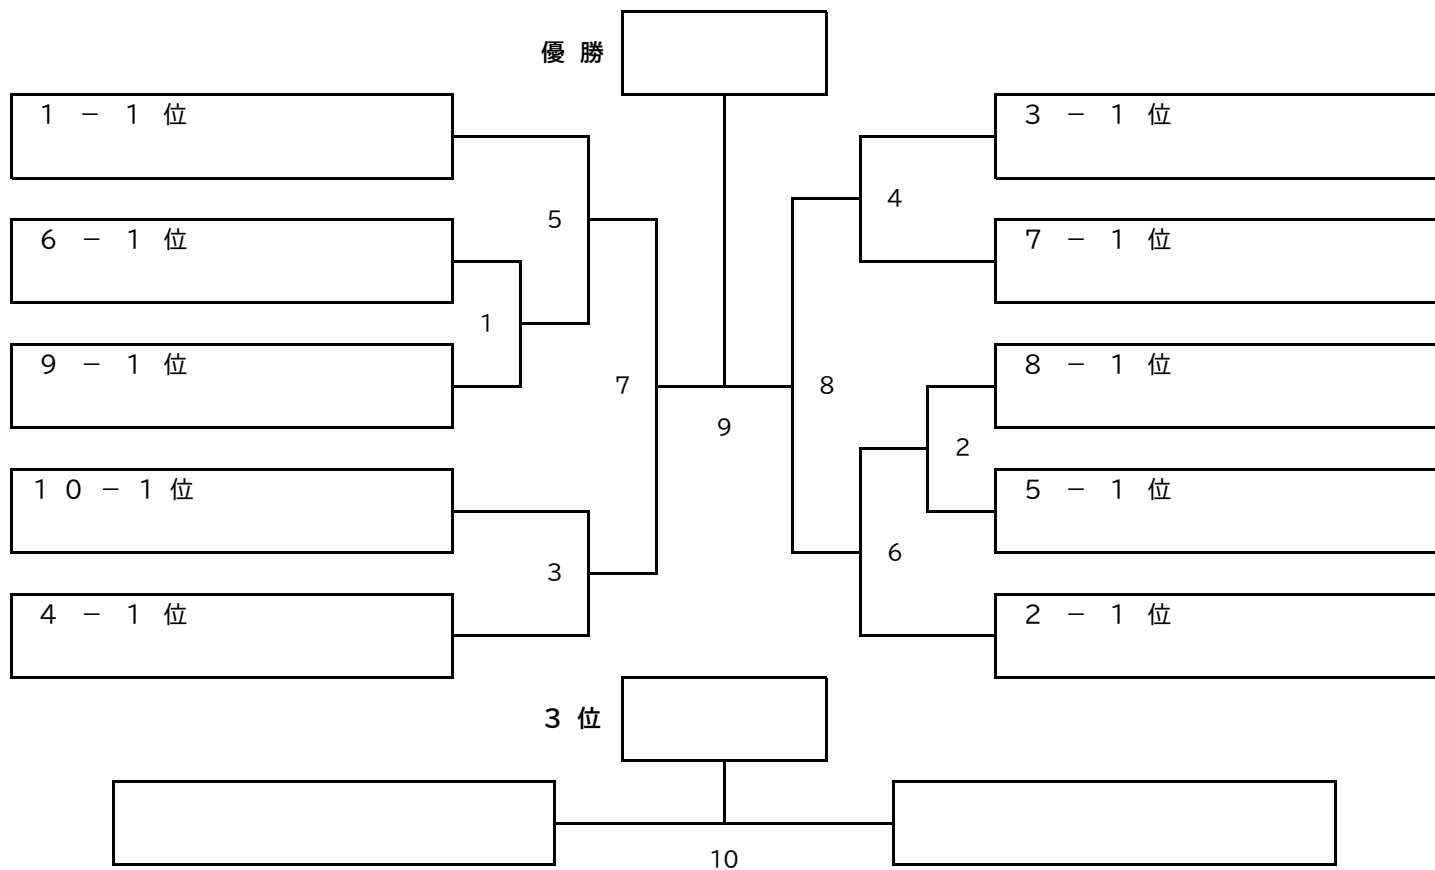 優 勝
１ － １ 位
３ － １ 位
4
5
６ － １ 位
７ － １ 位
1
９ － １ 位
８ － １ 位
7
8
9
2
１０－１位
５ － １ 位
3
6
４ － １ 位
２ － １ 位
３ 位
10